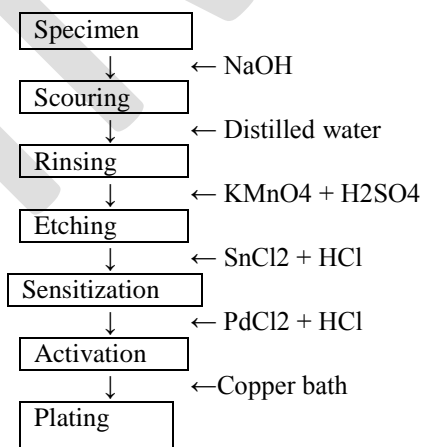 Specimen
↓ ← NaOH
Scouring
↓ ← Distilled water
Rinsing
↓ ← KMnO4 + H2SO4
Etching
↓ ← SnCl2 + HCl
Sensitization
↓ ← PdCl2 + HCl
Activation
↓ ←Copper bath
Plating